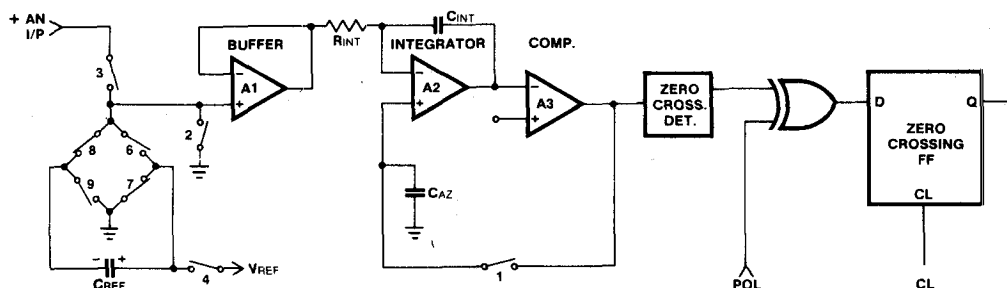 + AN
I/P
3
BUFFER
A1
-
+
2
8
6
9
7
- +
CREF
4
VREF
RINT
CINT
INTEGRATOR
A2
-
+
CAZ
1
COMP.
A3
-
+
ZERO
CROSS.
DET.
POL
D
Q
ZERO
CROSSING
FF
CL
CL